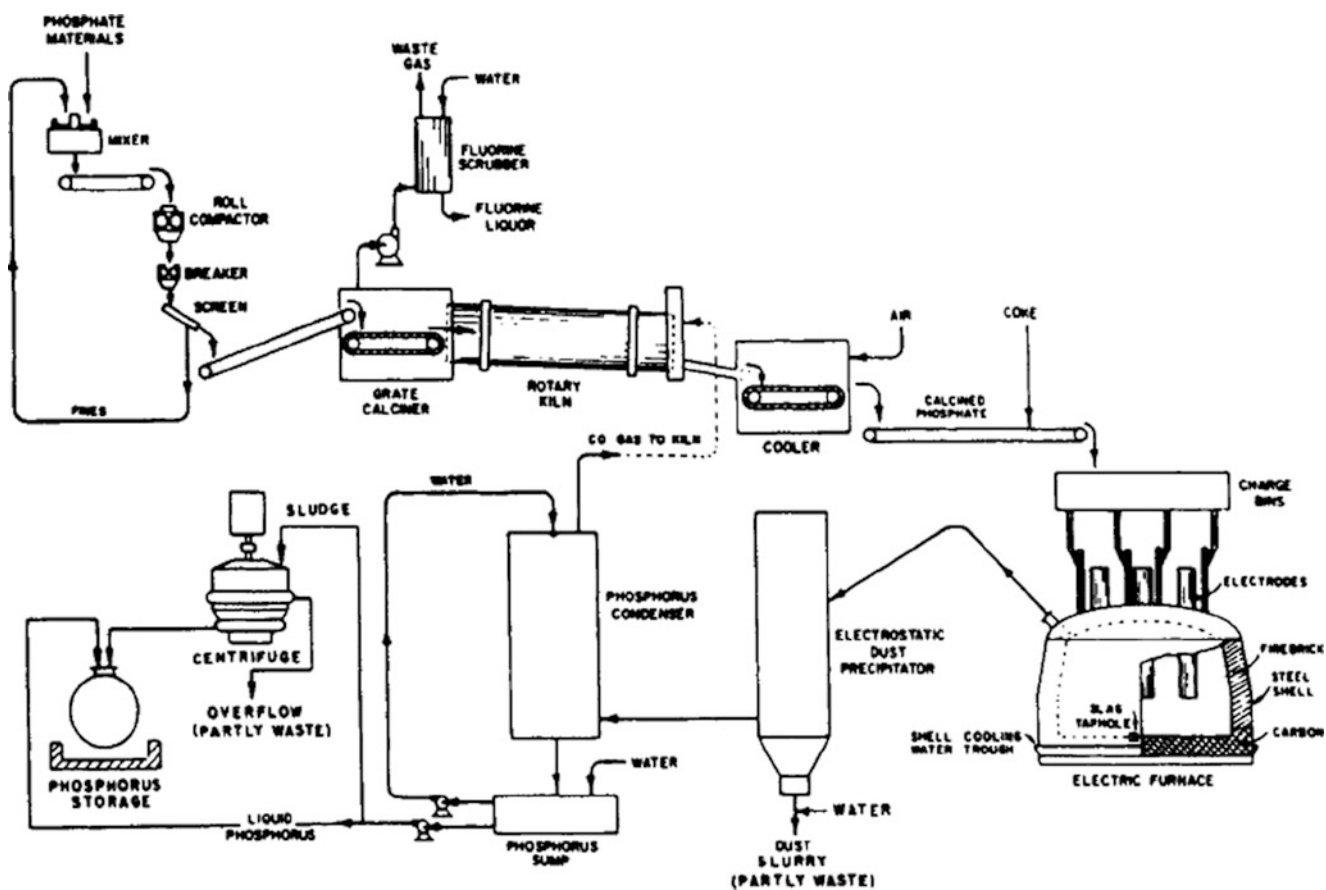 PHOSPHATE
MATERIALS
MIXER
ROLL
COMPACTOR
BREAKER
SCREEN
FINES
WASTE
GAS
WATER
FLUORINE
SCRUBBER
FLUORINE
LIQUOR
GRATE
CALCINER
ROTARY
KILN
AIR
COKE
COOLER
CALCINED
PHOSPHATE
CO GAS TO KILN
CHARGE
BINS
ELECTRODES
FIREBRICK
STEEL
SHELL
SLAG
TAPHOLE
CARBON
SHELL COOLING
WATER TROUGH
ELECTRIC FURNACE
WATER
SLUDGE
PHOSPHORUS
CONDENSER
ELECTROSTATIC
DUST
PRECIPITATOR
CENTRIFUGE
OVERFLOW
(PARTLY WASTE)
PHOSPHORUS
STORAGE
WATER
LIQUID
PHOSPHORUS
PHOSPHORUS
SUMP
WATER
DUST
SLURRY
(PARTLY WASTE)